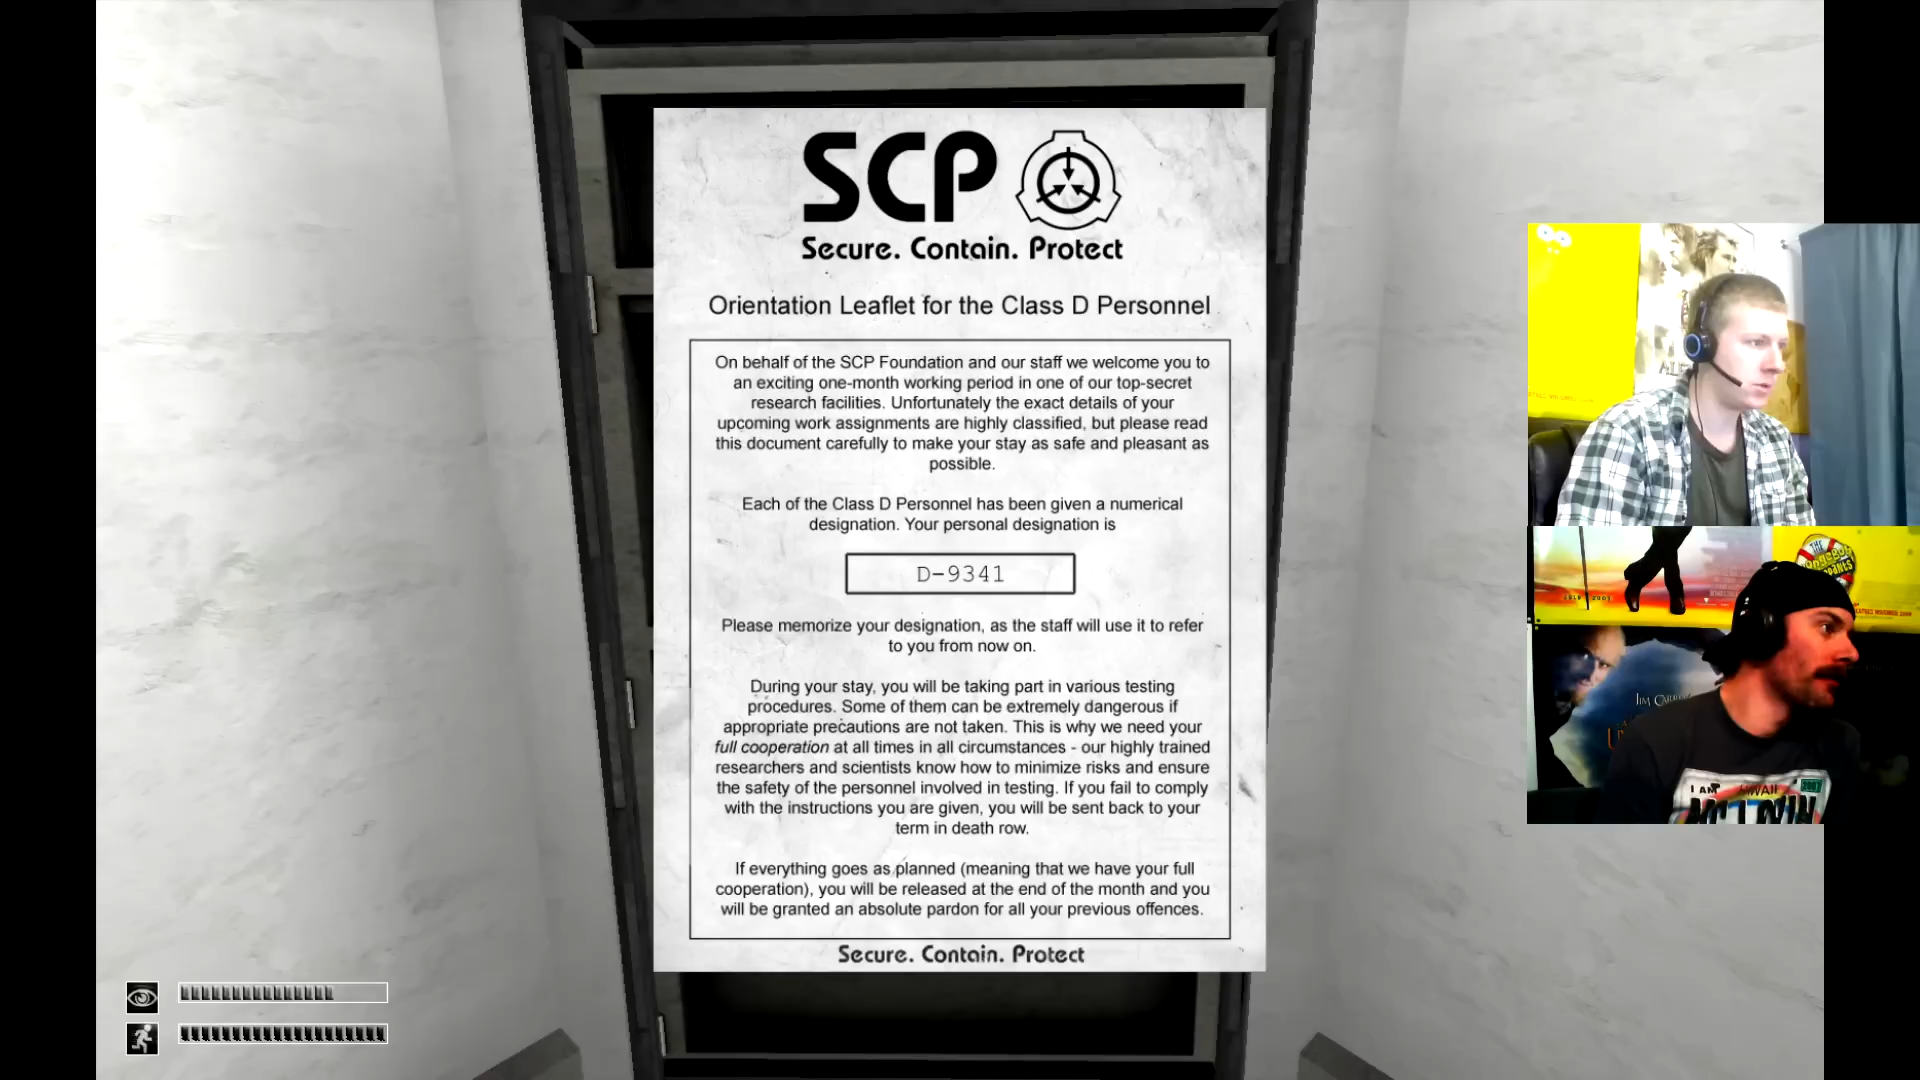 SCP
Secure. Contain. Protect
Orientation Leaflet for the Class D Personnel
On behalf of the SCP Foundation and our staff we welcome you to
an exciting one-month working period in one of our top-secret
research facilities. Unfortunately the exact details of your
upcoming work assignments are highly classified, but please read
this document carefully to make your stay as safe and pleasant as
possible.
Each of the Class D Personnel has been given a numerical
designation. Your personal designation is
D-9341
Please memorize your designation, as the staff will use it to refer
to you from now on.
During your stay, you will be taking part in various testing
procedures. Some of them can be extremely dangerous if
appropriate precautions are not taken. This is why we need your
full cooperation at all times in all circumstances - our highly trained
researchers and scientists know how to minimize risks and ensure
the safety of the personnel involved in testing. If you fail to comply
with the instructions you are given, you will be sent back to your
term in death row.
If everything goes as planned (meaning that we have your full
cooperation), you will be released at the end of the month and you
will be granted an absolute pardon for all your previous offences.
Secure. Contain. Protect
THE
JIM
I AM